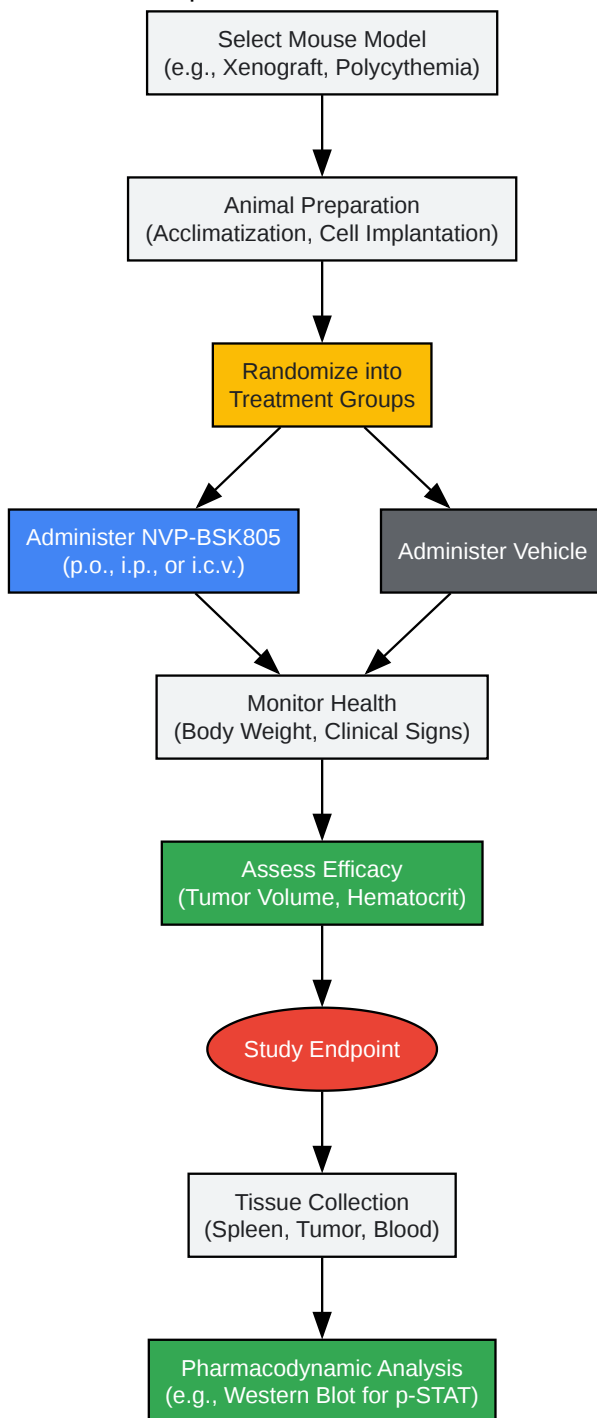 Select Mouse Model
(e.g., Xenograft, Polycythemia)
Animal Preparation
(Acclimatization, Cell Implantation)
Randomize into
Treatment Groups
Administer NVP-BSK805
(p.o., i.p., or i.c.v.)
Administer Vehicle
Monitor Health
(Body Weight, Clinical Signs)
Assess Efficacy
(Tumor Volume, Hematocrit)
Study Endpoint
Tissue Collection
(Spleen, Tumor, Blood)
Pharmacodynamic Analysis
(e.g., Western Blot for p-STAT)